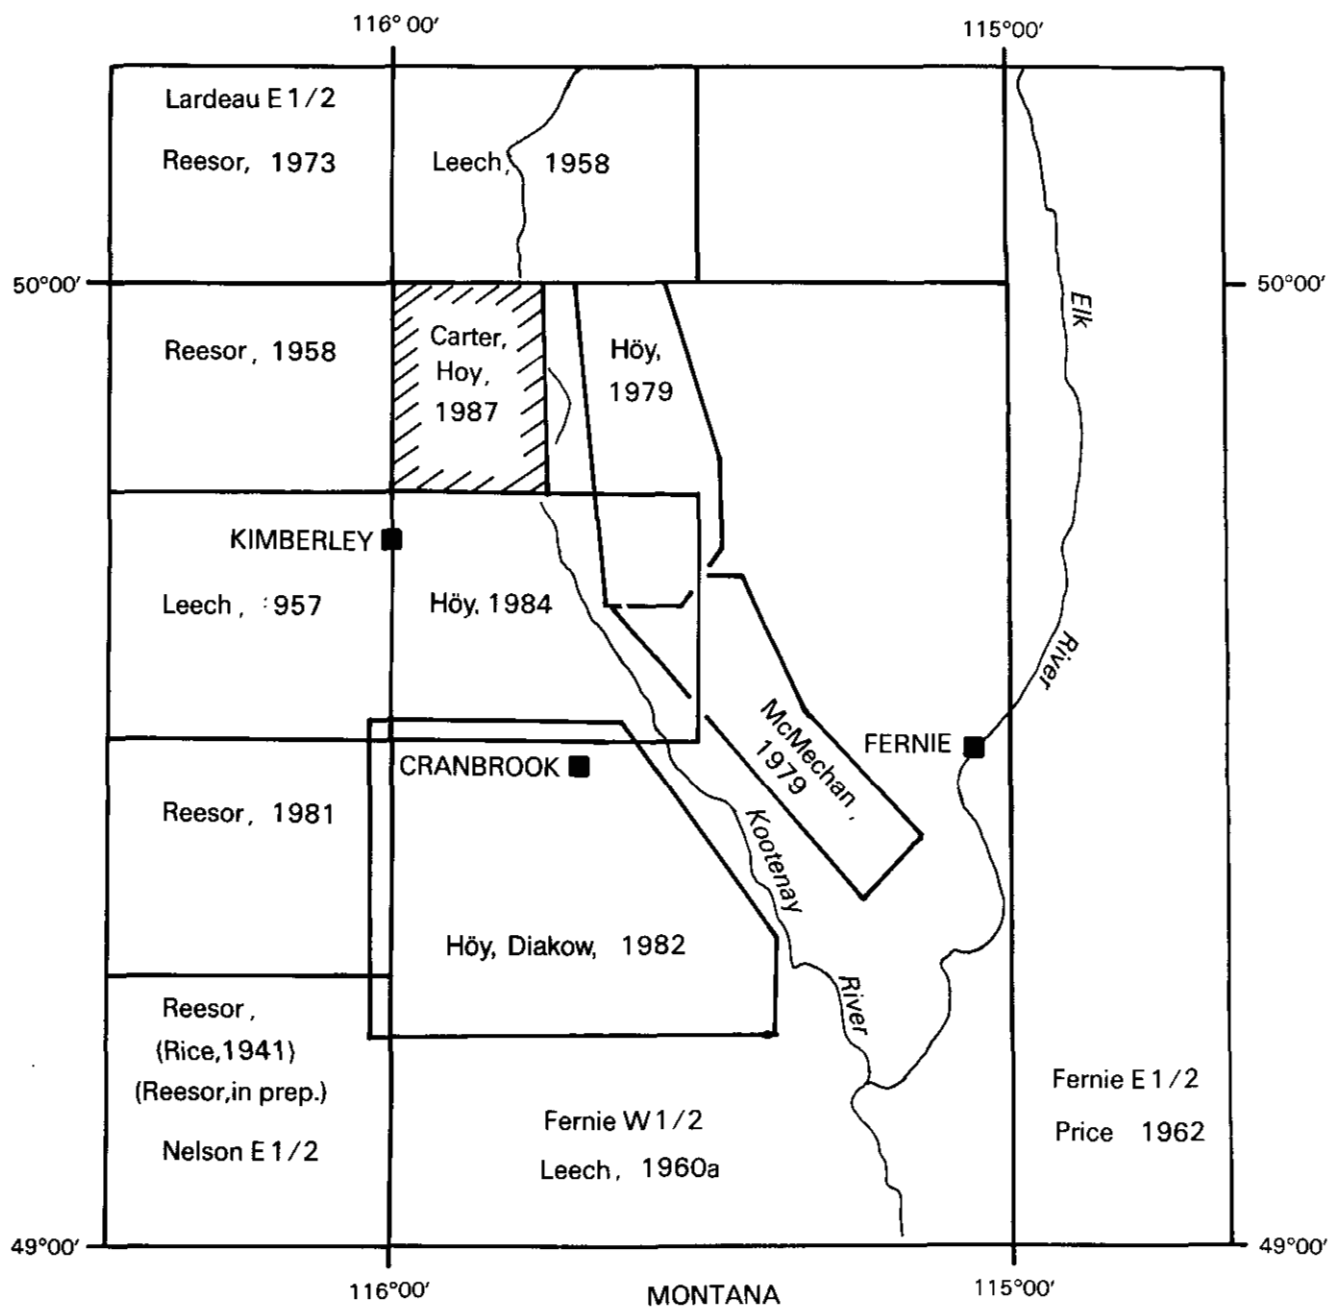 116° 00′
115°00′
Lardeau E 1/2
Reesor, 1973
Leech, 1958
50°00′
50°00′
Elk
Reesor, 1958
Carter,
Hoy,
1987
Höy,
1979
KIMBERLEY
Leech, :957
Höy, 1984
River
McMechan,
1979
FERNIE
CRANBROOK
Reesor, 1981
Kootenay
Höy, Diakow, 1982
River
Reesor,
(Rice,1941)
(Reesor,in prep.)
Nelson E 1/2
Fernie W 1/2
Leech, 1960a
Fernie E 1/2
Price 1962
49°00′
49°00′
116°00′
MONTANA
115°00′